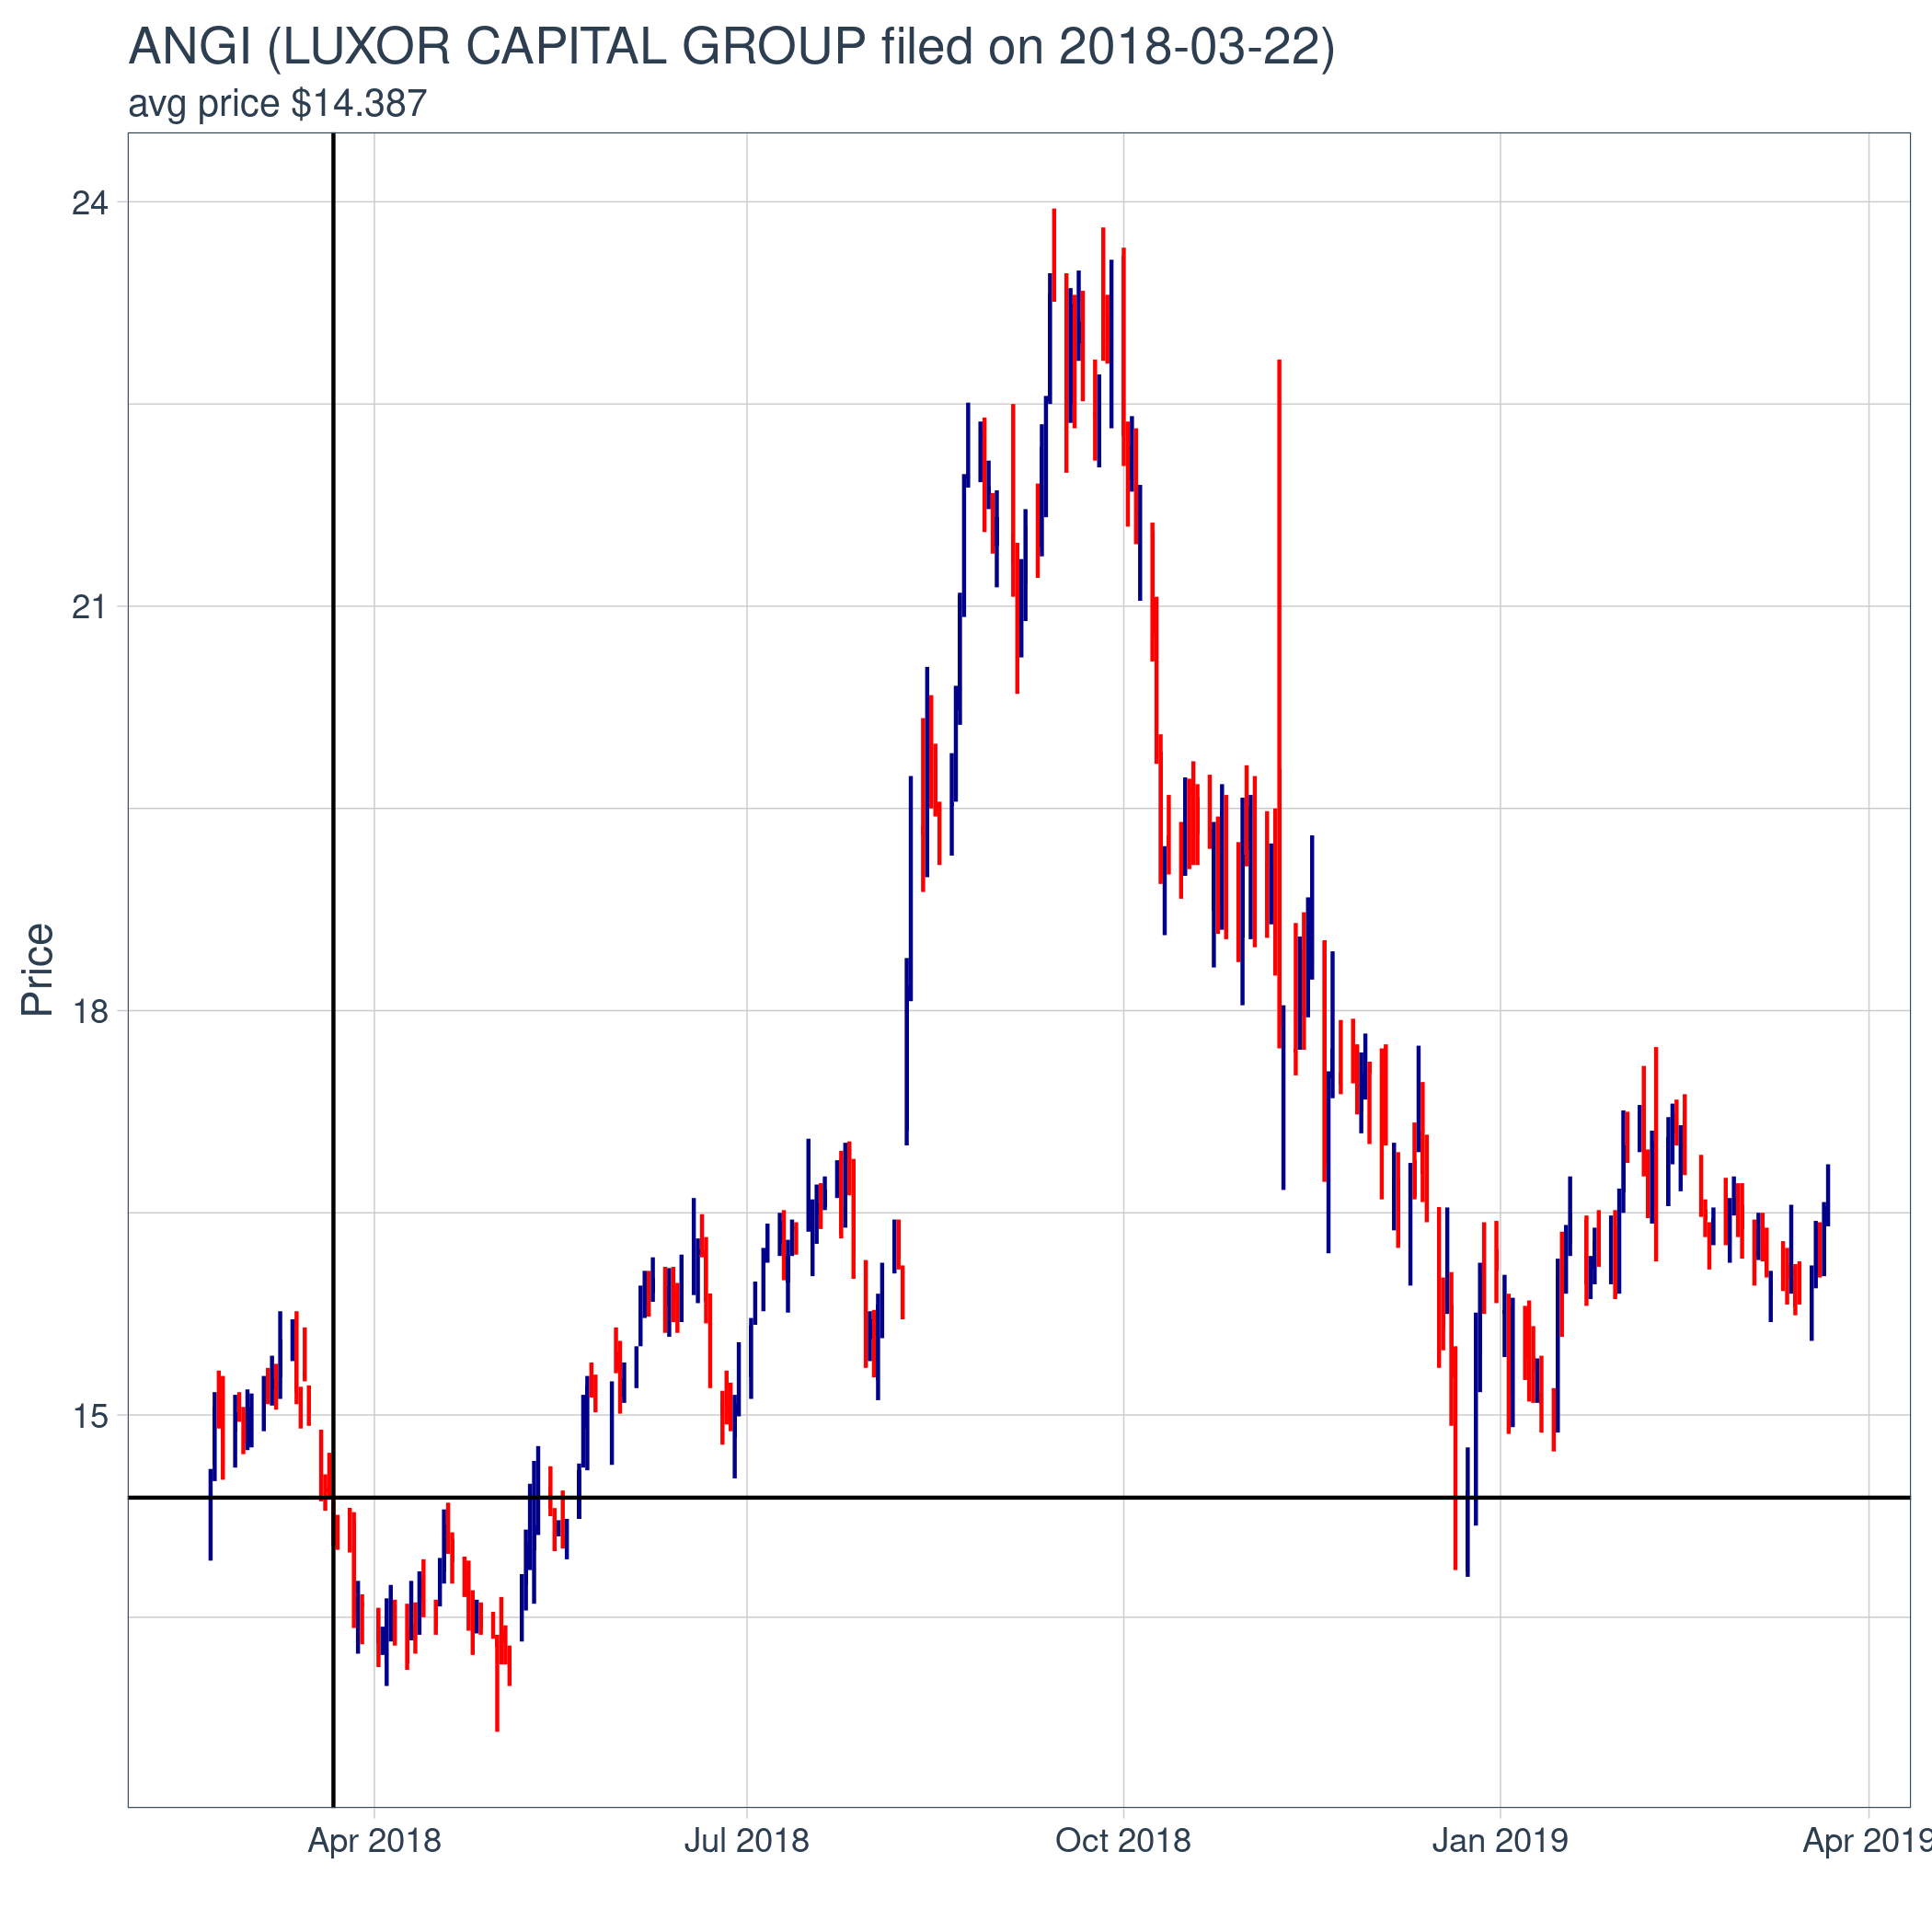 ANGI (LUXOR CAPITAL GROUP filed on 2018-03-22)
avg price $14.387
24
21
18
15
Price
Apr 2018
Jul 2018
Oct 2018
Jan 2019
Apr 2019